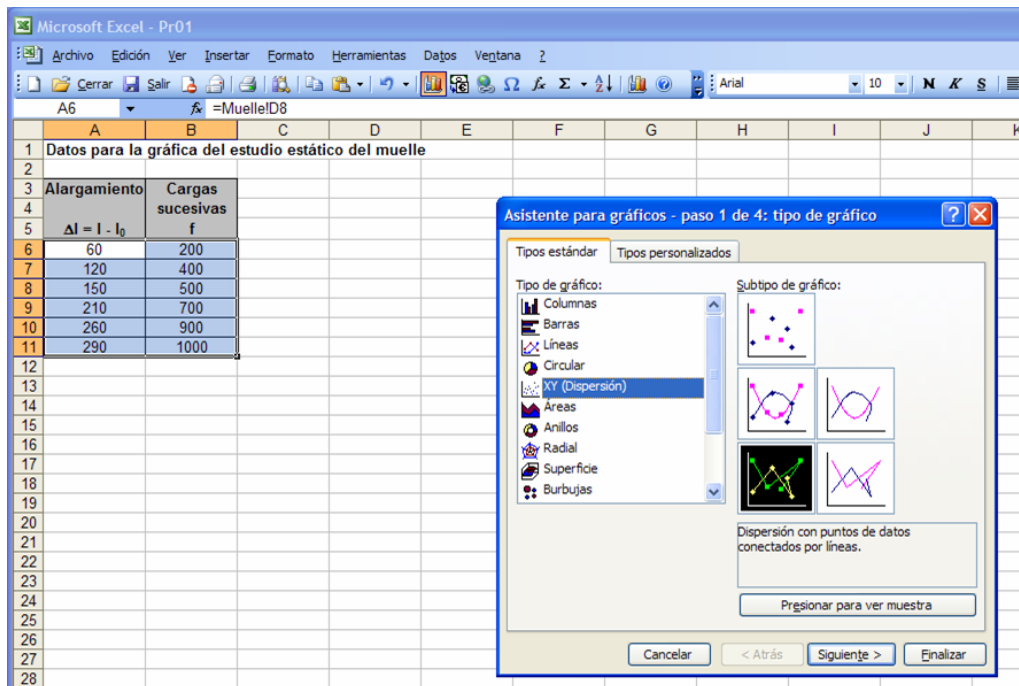 Microsoft Excel - Pr01
Archivo Edición Ver Insertar Formato Herramientas Datos Ventana ?
Cerrar Salir Σ Ω fx Arial 10 N K S
A6 fx =Muelle!D8
A B C D E F G H I J K
1 Datos para la gráfica del estudio estático del muelle
2
3 Alargamiento Cargas
4 sucesivas
5 Δl = l - l₀ f
6 60 200
7 120 400
8 150 500
9 210 700
10 260 900
11 290 1000
12
13
14
15
16
17
18
19
20
21
22
23
24
25
26
27
28
Asistente para gráficos - paso 1 de 4: tipo de gráfico
Tipos estándar Tipos personalizados
Tipo de gráfico:
Columnas
Barras
Líneas
Circular
XY (Dispersión)
Áreas
Anillos
Radial
Superficie
Burbujas
Subtipo de gráfico:
Dispersión con puntos de datos
conectados por líneas.
Presionar para ver muestra
Cancelar < Atrás Siguiente > Finalizar